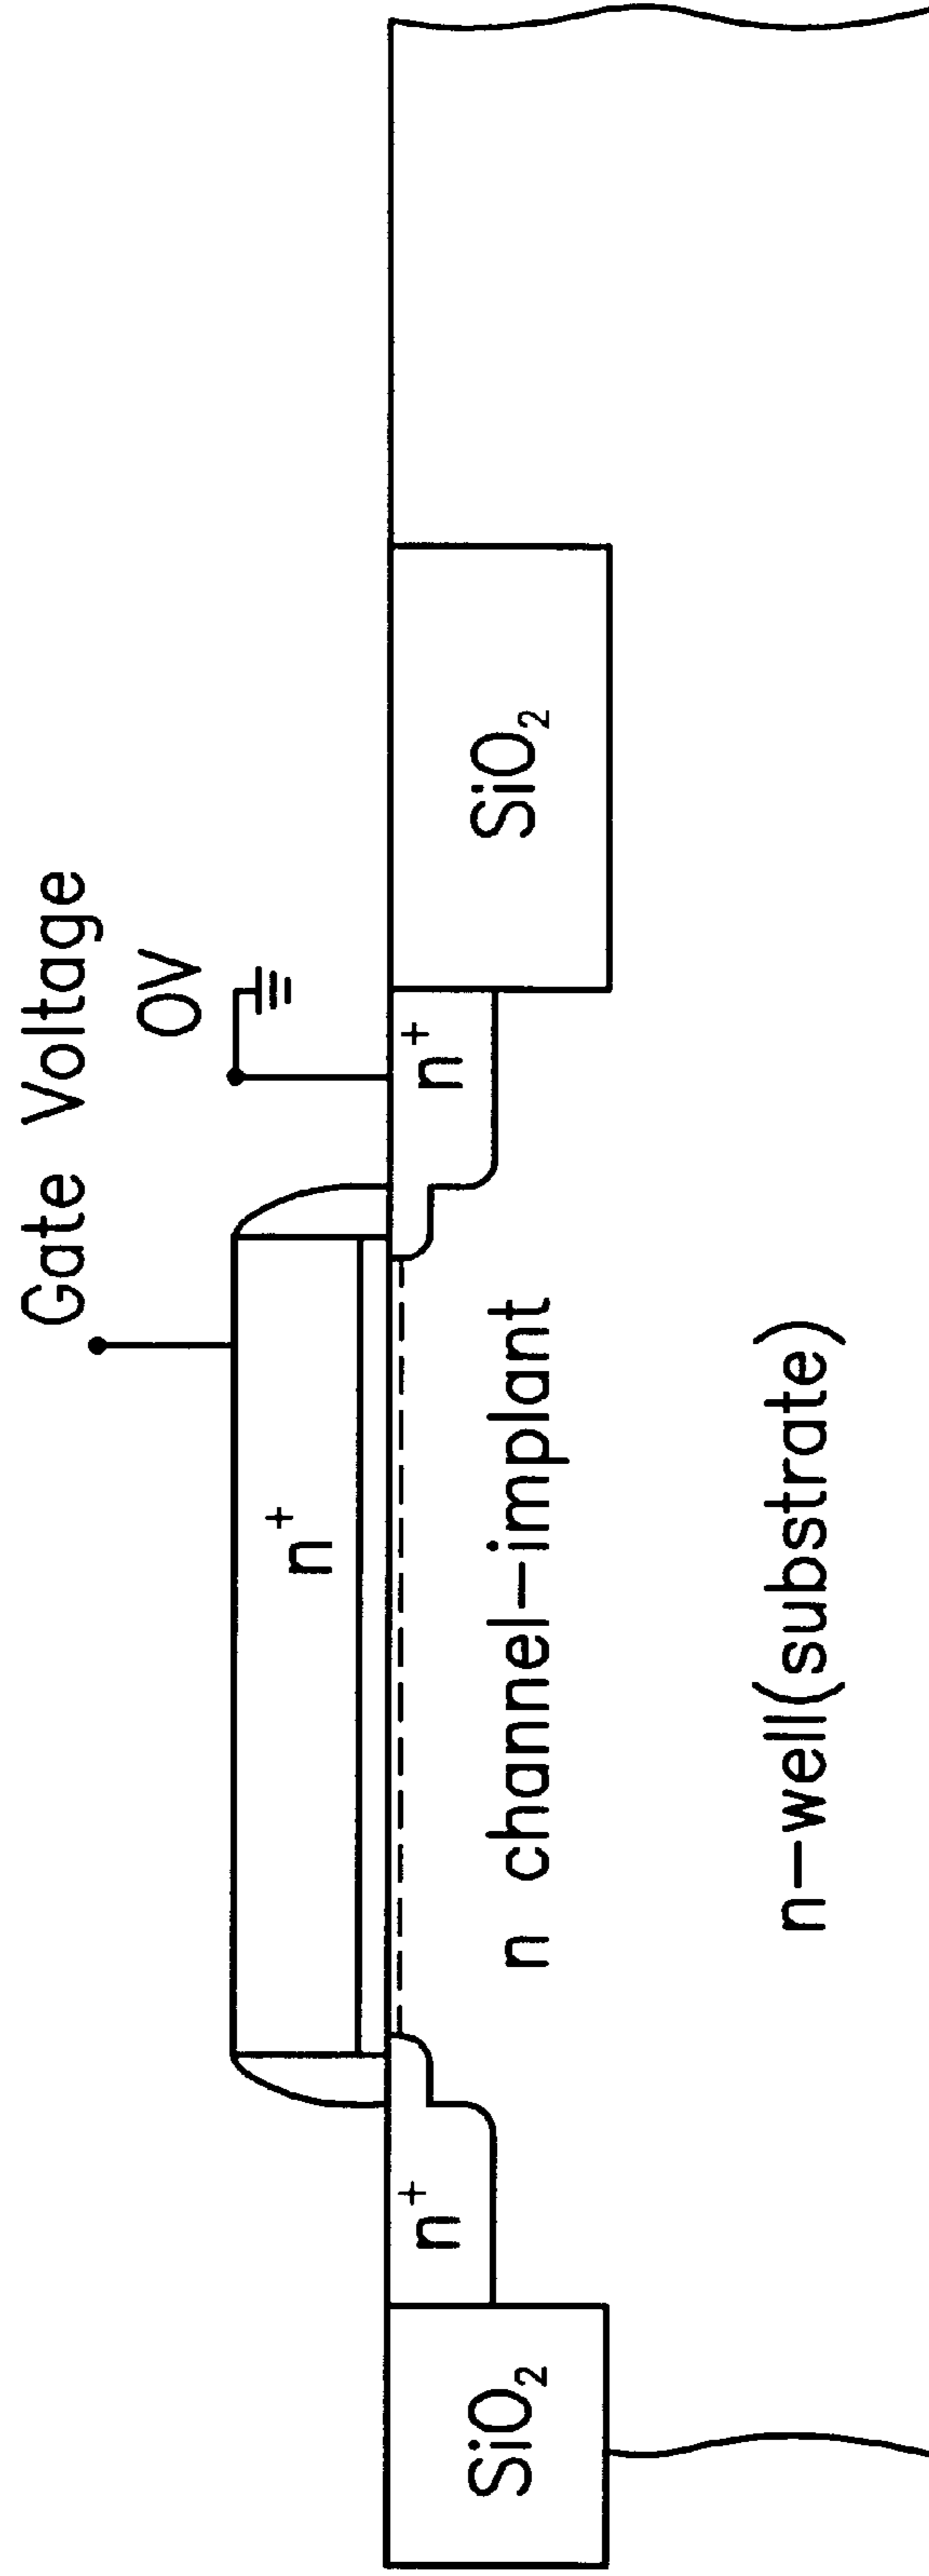 Gate Voltage
0V
n⁺
n⁺
n⁺
SiO₂
SiO₂
n channel-implant
n-well(substrate)